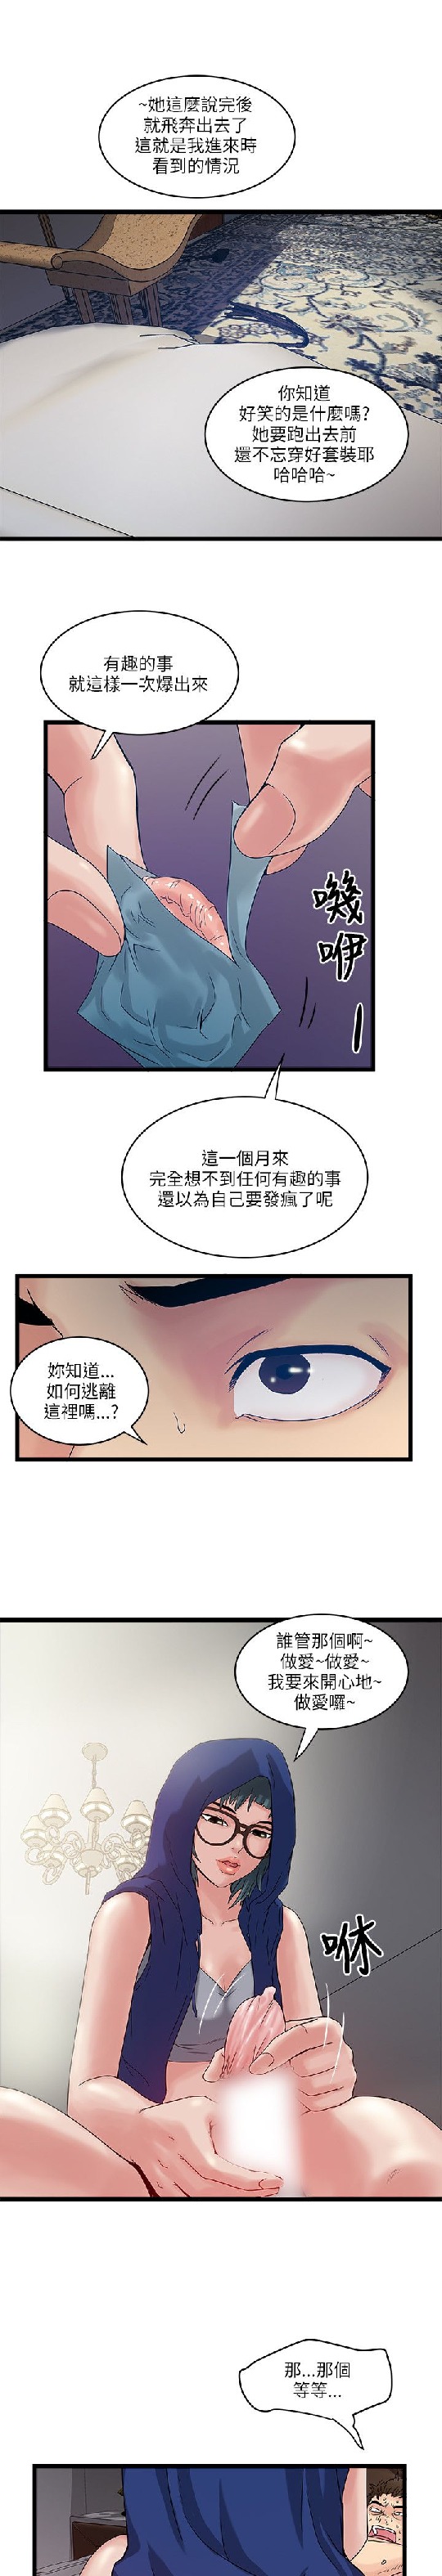 ~她這麼說完後
就飛奔出去了
這就是我進來時
看到的情況
你知道
好笑的是什麼嗎?
她要跑出去前
還不忘穿好套裝耶
哈哈哈~
有趣的事
就這樣一次爆出來
嘰
咿
ー
這一個月來
完全想不到任何有趣的事
還以為自己要發瘋了呢
妳知道...
如何逃離
這裡嗎...?
誰管那個啊~
做愛~做愛~
我要來開心地~
做愛囉~
咻
那...那個
等等...